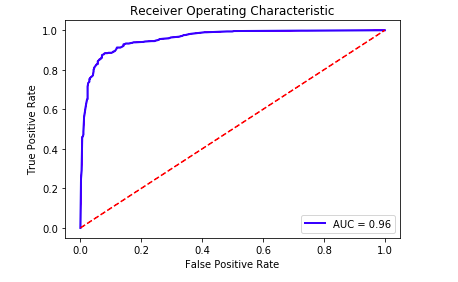 Receiver Operating Characteristic
1.0
0.8
0.6
0.4
0.2
0.0
True Positive Rate
AUC = 0.96
0.0 0.2 0.4 0.6 0.8 1.0
False Positive Rate